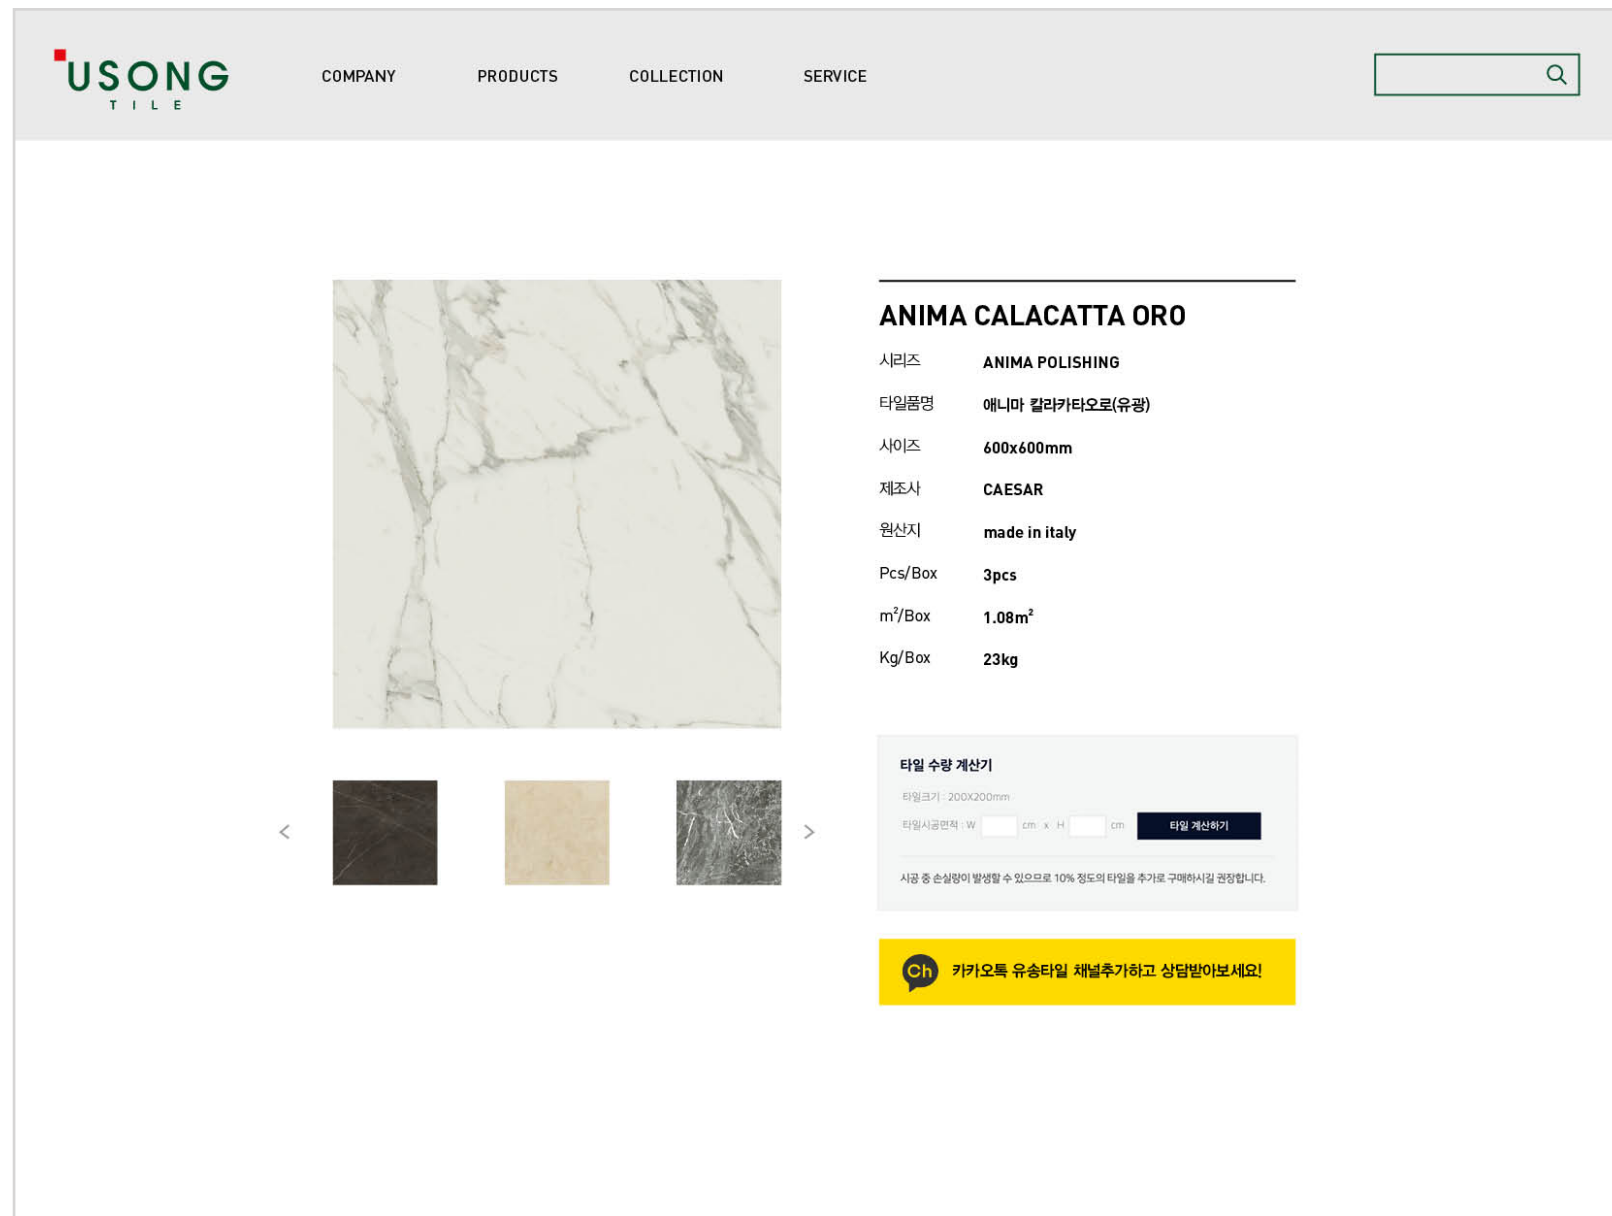 USONG
TILE
COMPANY PRODUCTS COLLECTION SERVICE
ANIMA CALACATTA ORO
시리즈 ANIMA POLISHING
타일품명 애니마 칼라카타오로(유광)
사이즈 600x600mm
제조사 CAESAR
원산지 made in italy
Pcs/Box 3pcs
m²/Box 1.08m²
Kg/Box 23kg
타일 수량 계산기
타일크기 : 200X200mm
타일시공면적 : W cm x H cm 타일 계산하기
시공 중 손실량이 발생할 수 있으므로 10% 정도의 타일을 추가로 구매하시길 권장합니다.
Ch 카카오톡 유송타일 채널추가하고 상담받아보세요!